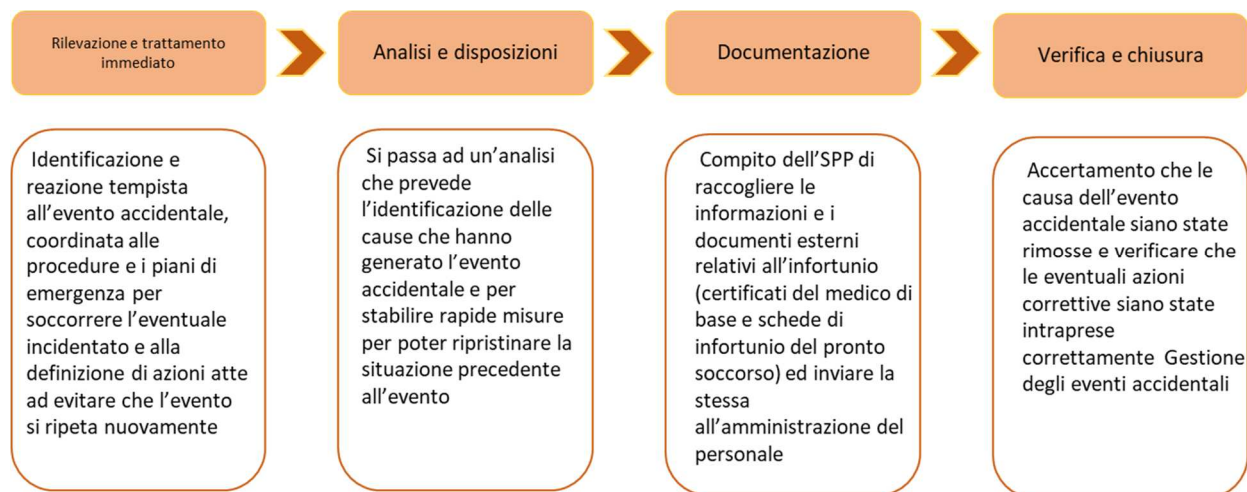 Rilevazione e trattamento
immediato
Analisi e disposizioni
Documentazione
Verifica e chiusura
Identificazione e
reazione tempista
all'evento accidentale,
coordinata alle
procedure e i piani di
emergenza per
soccorrere l'eventuale
incidentato e alla
definizione di azioni atte
ad evitare che l'evento
si ripeta nuovamente
Si passa ad un'analisi
che prevede
l'identificazione delle
cause che hanno
generato l'evento
accidentale e per
stabilire rapide misure
per poter ripristinare la
situazione precedente
all'evento
Compito dell'SPP di
raccogliere le
informazioni e i
documenti esterni
relativi all'infortunio
(certificati del medico di
base e schede di
infortunio del pronto
soccorso) ed inviare la
stessa
all'amministrazione del
personale
Accertamento che le
causa dell'evento
accidentale siano state
rimosse e verificare che
le eventuali azioni
correttive siano state
intraprese
correttamente Gestione
degli eventi accidentali